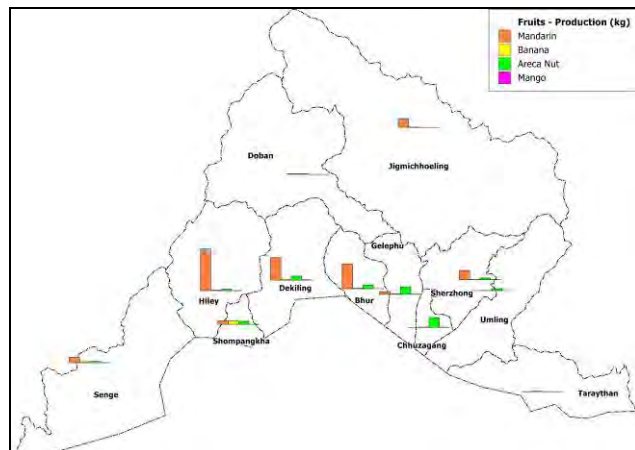 Fruits - Production (kg)
Mandarin
Banana
Areca Nut
Mango
Doban
Jigmichhoeling
Gelephu
Hiley
Dekiling
Bhur
Sherzhong
Umling
Shompangkha
Chhuzagang
Senge
Taraythan